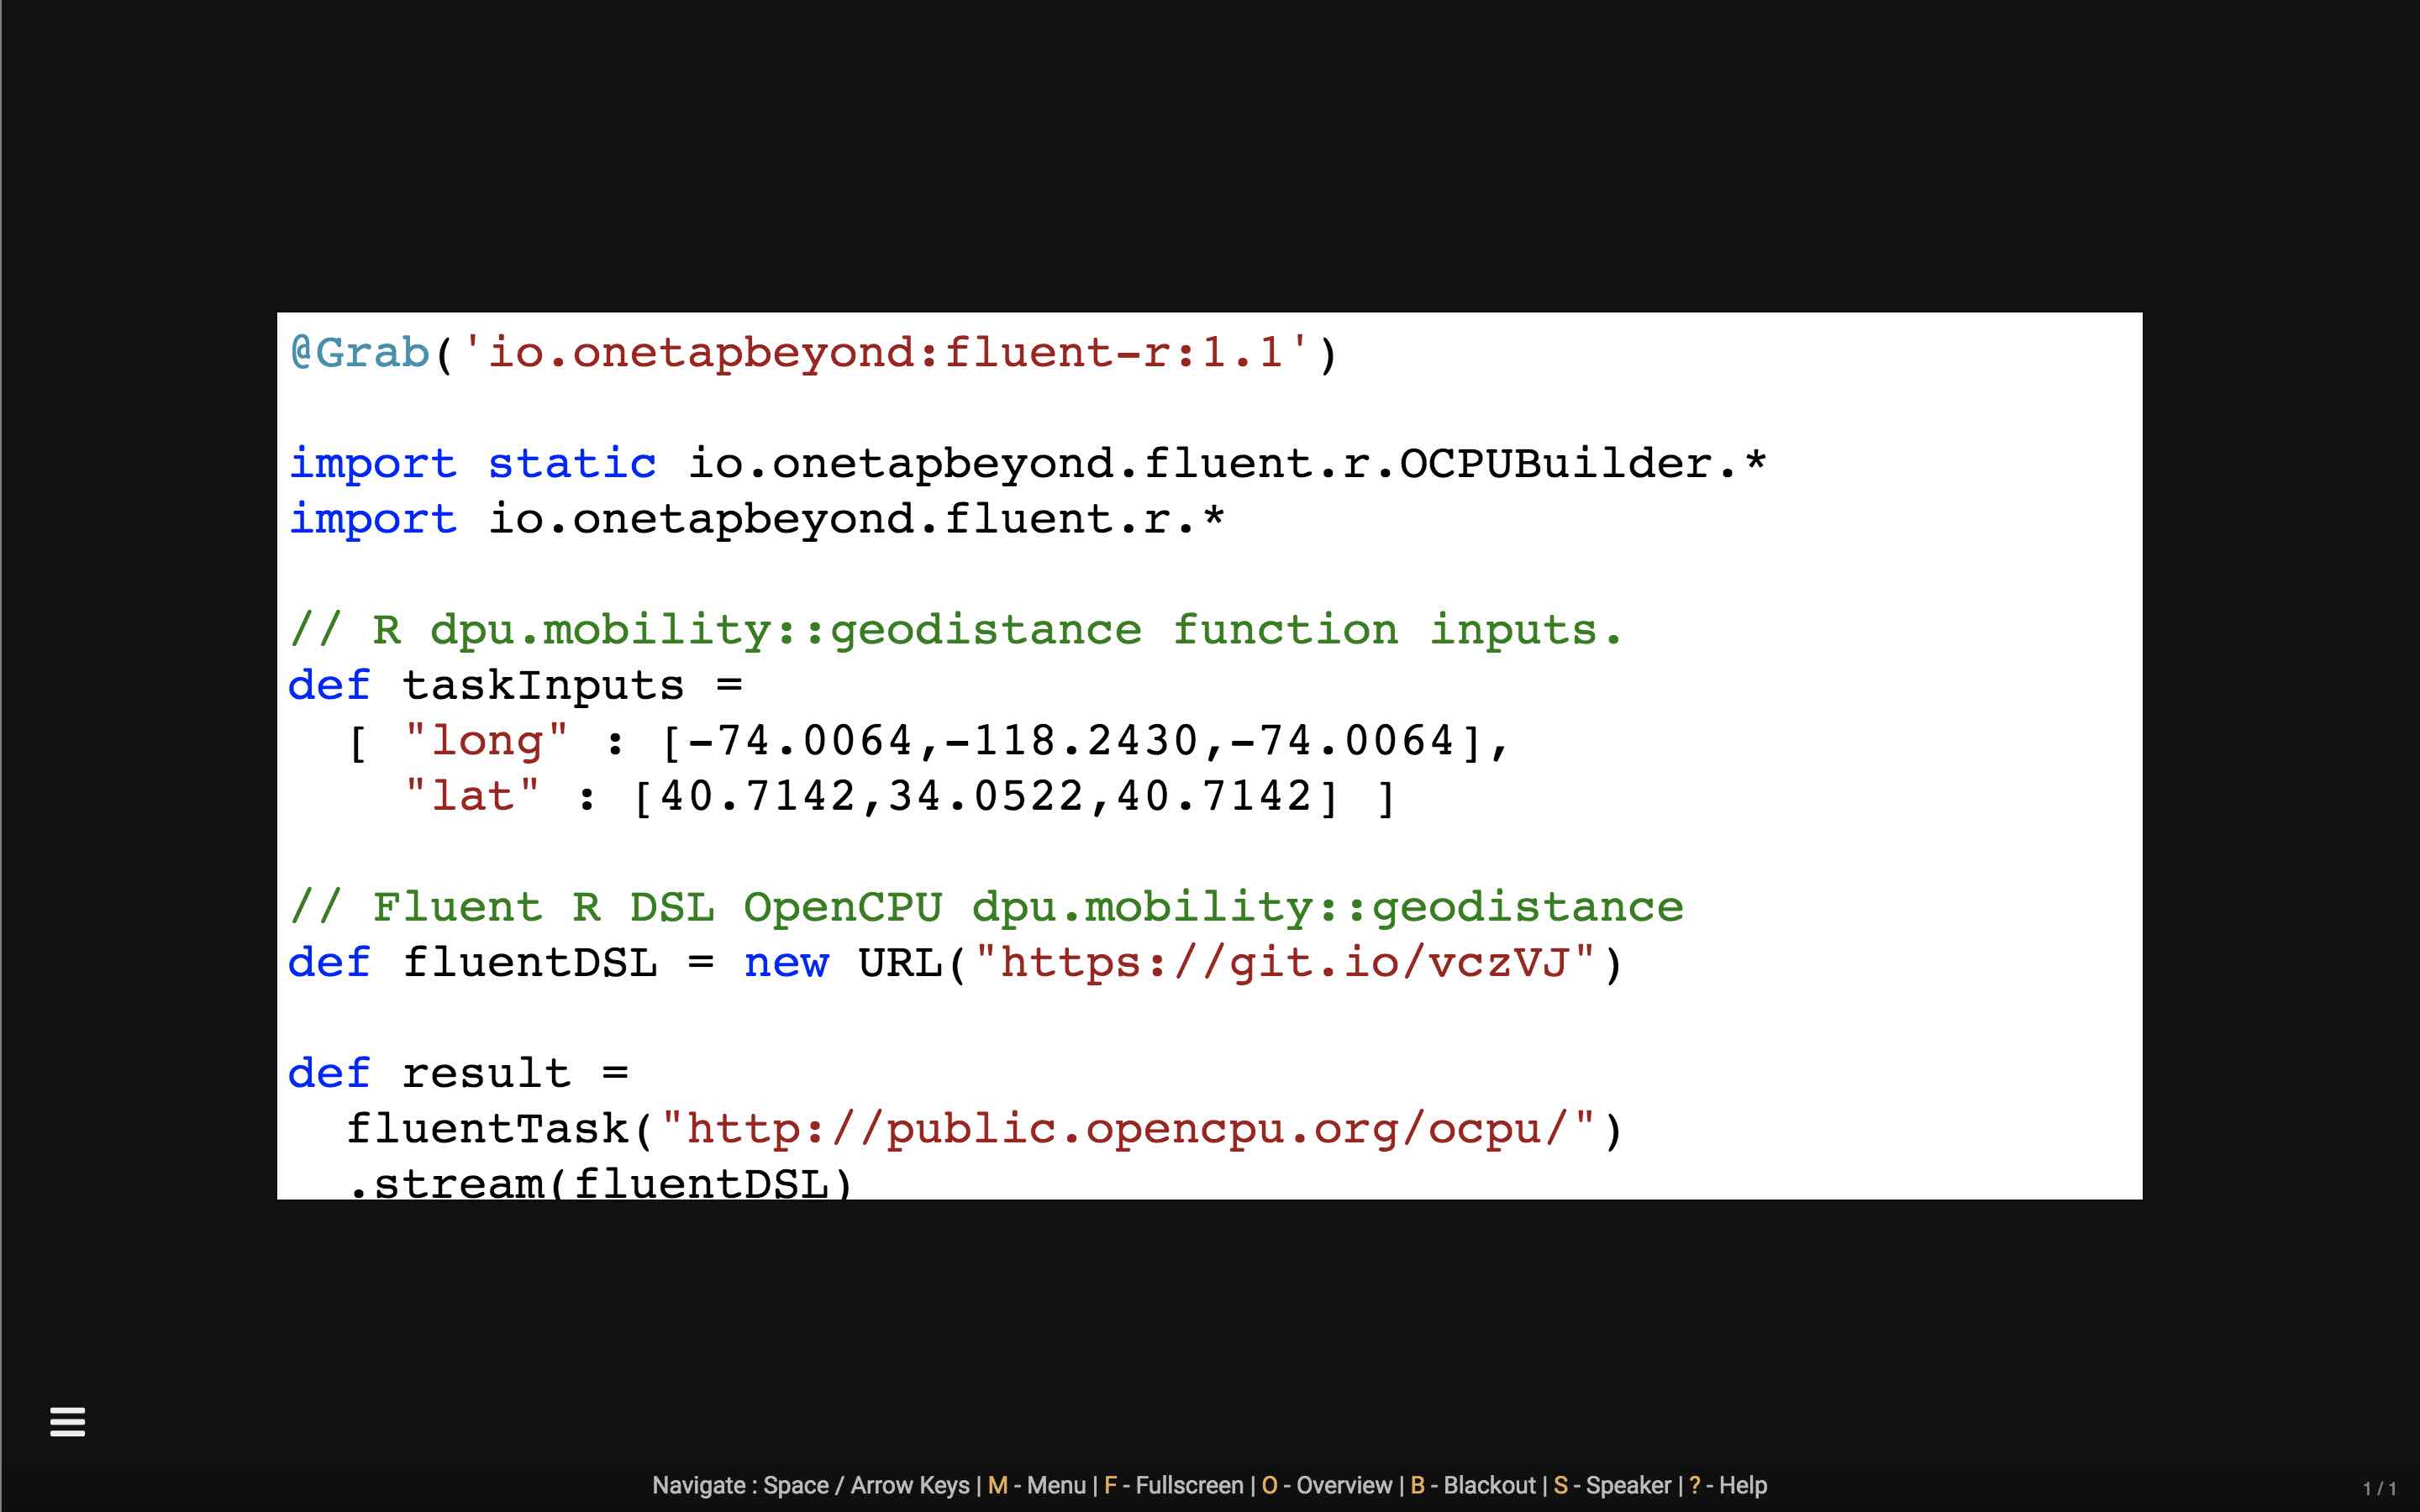 @Grab('io.onetapbeyond:fluent-r:1.1')
import static io.onetapbeyond.fluent.r.OCPUBuilder.*
import io.onetapbeyond.fluent.r.*
// R dpu.mobility::geodistance function inputs.
def taskInputs =
  [ "long" : [-74.0064,-118.2430,-74.0064],
    "lat" : [40.7142,34.0522,40.7142] ]
// Fluent R DSL OpenCPU dpu.mobility::geodistance
def fluentDSL = new URL("https://git.io/vczVJ")
def result =
  fluentTask("http://public.opencpu.org/ocpu/")
  .stream(fluentDSL)
Navigate : Space / Arrow Keys | M - Menu | F - Fullscreen | O - Overview | B - Blackout | S - Speaker | ? - Help
1 / 1